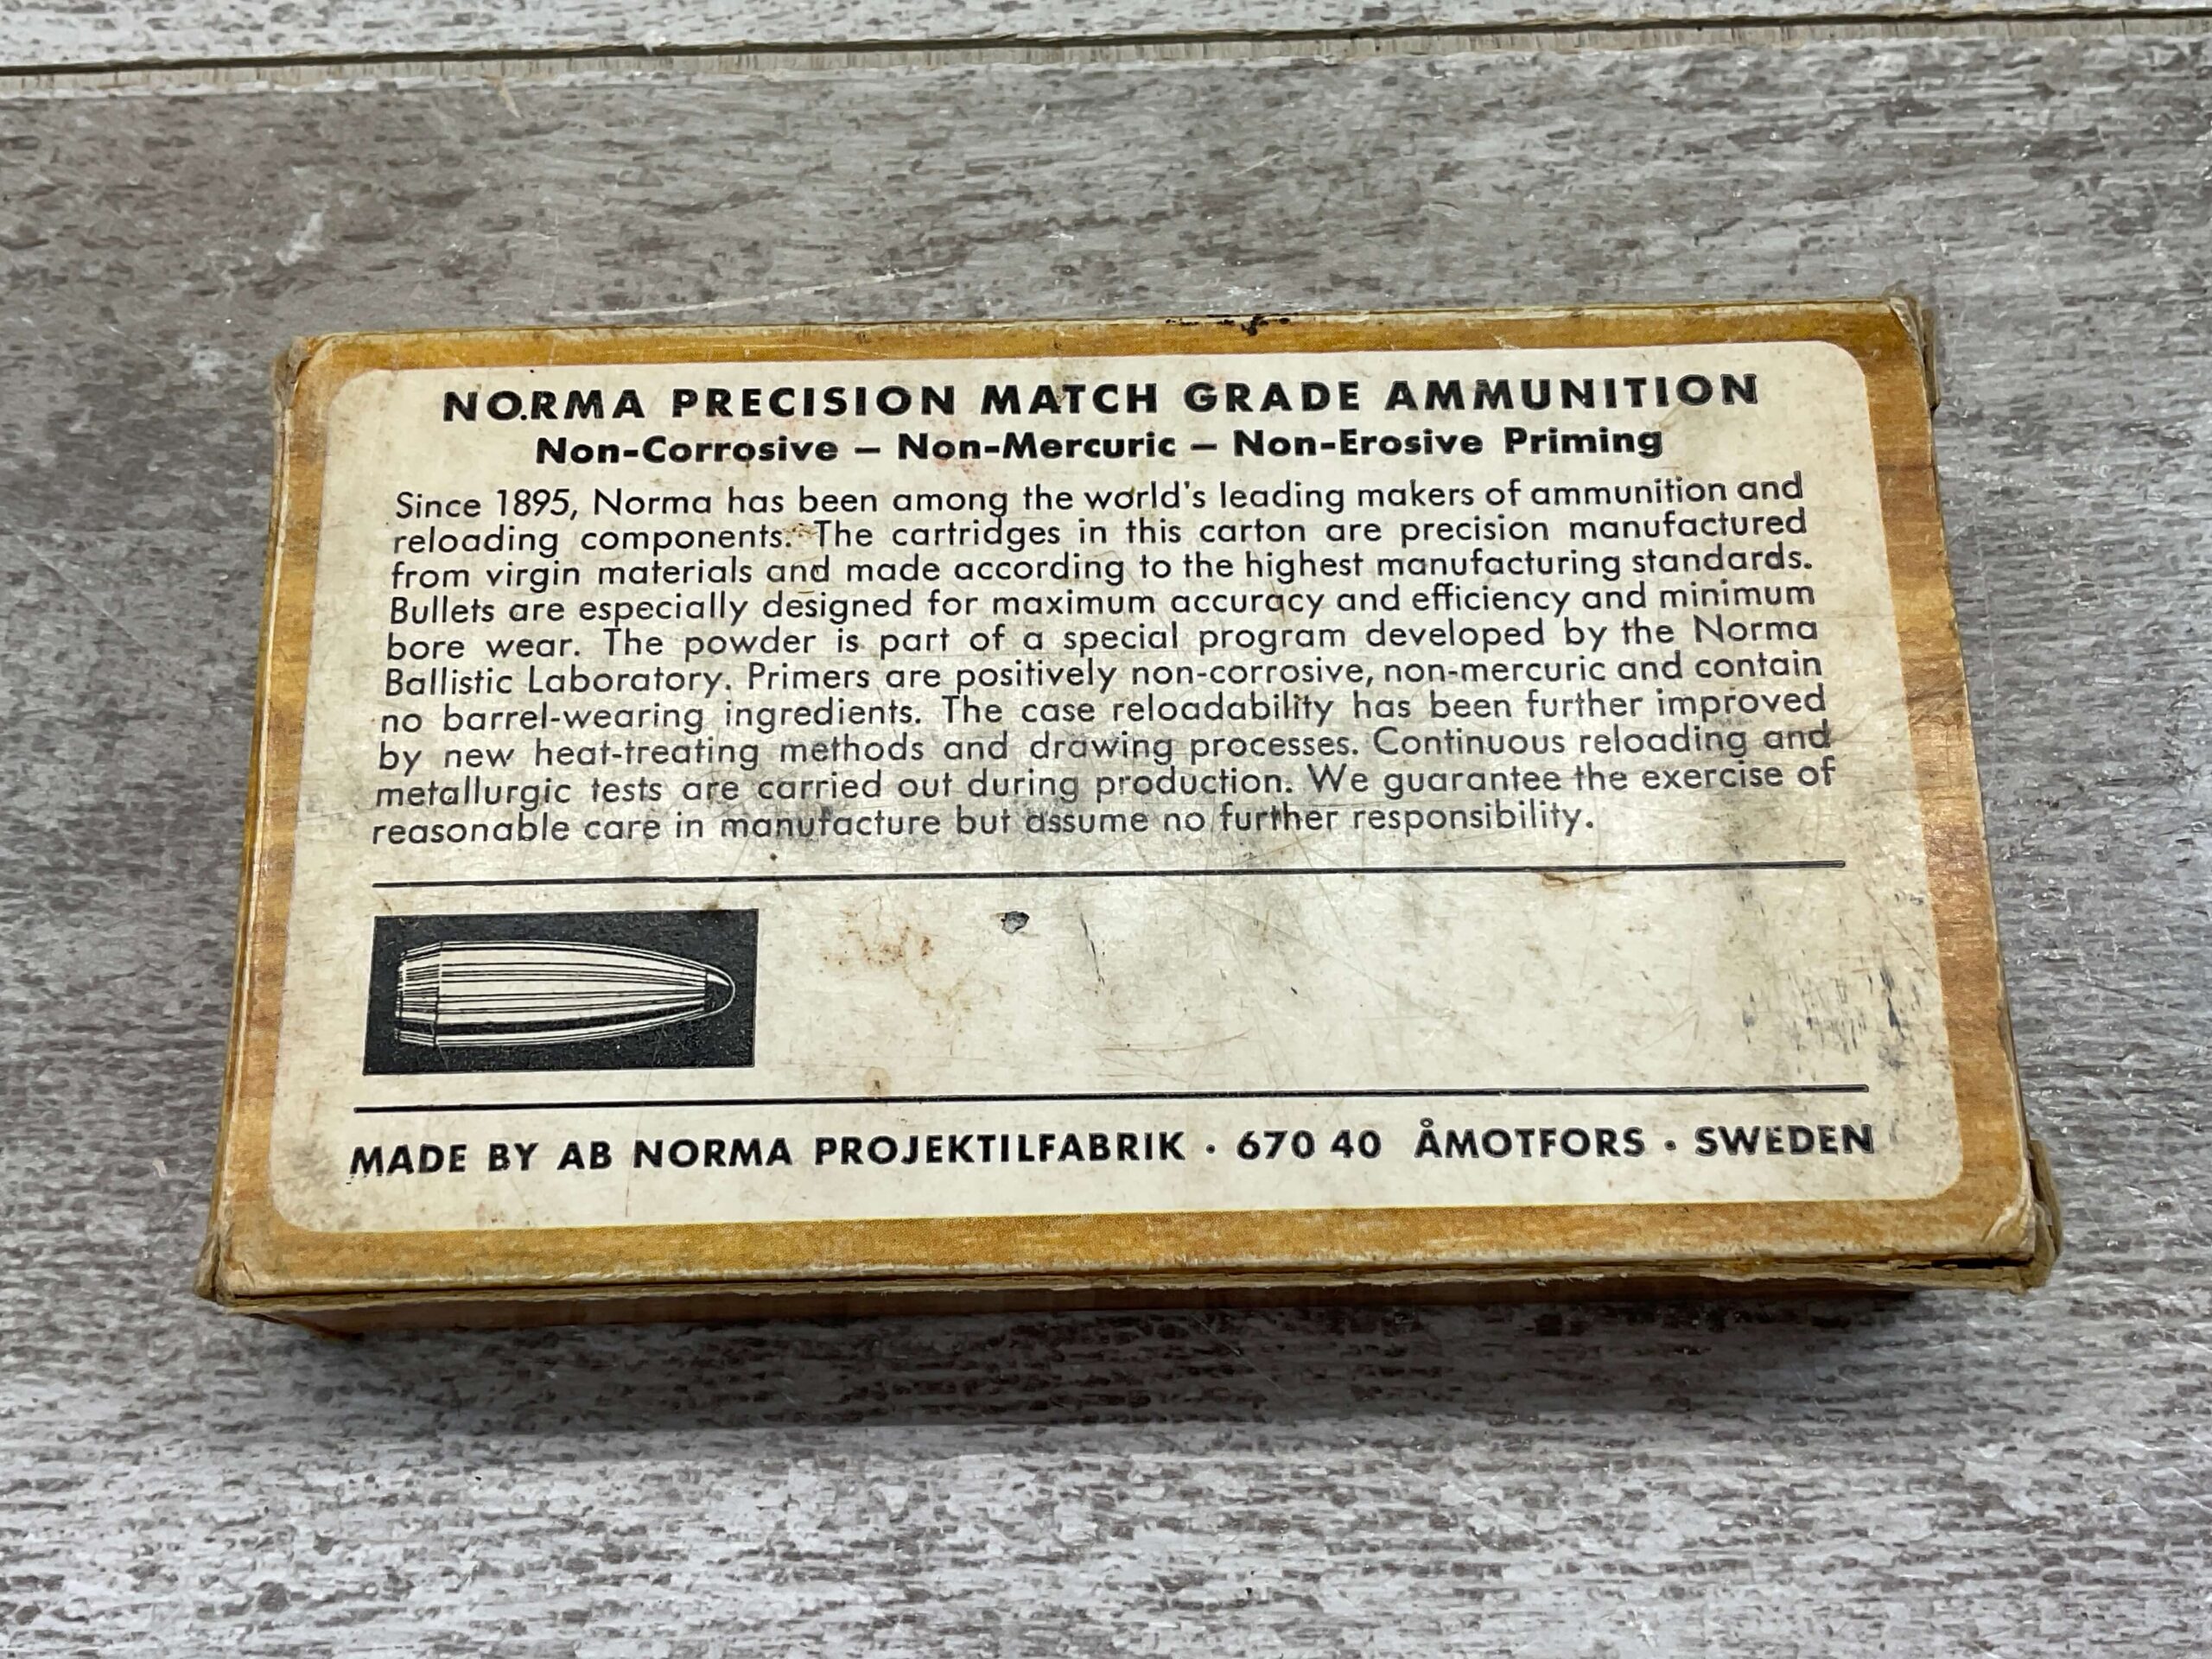 NORMA PRECISION MATCH GRADE AMMUNITION
Non-Corrosive – Non-Mercuric – Non-Erosive Priming
Since 1895, Norma has been among the world's leading makers of ammunition and
reloading components. The cartridges in this carton are precision manufactured
from virgin materials and made according to the highest manufacturing standards.
Bullets are especially designed for maximum accuracy and efficiency and minimum
bore wear. The powder is part of a special program developed by the Norma
Ballistic Laboratory. Primers are positively non-corrosive, non-mercuric and contain
no barrel-wearing ingredients. The case reloadability has been further improved
by new heat-treating methods and drawing processes. Continuous reloading and
metallurgic tests are carried out during production. We guarantee the exercise of
reasonable care in manufacture but assume no further responsibility.
MADE BY AB NORMA PROJEKTILFABRIK · 670 40 ÅMOTFORS · SWEDEN